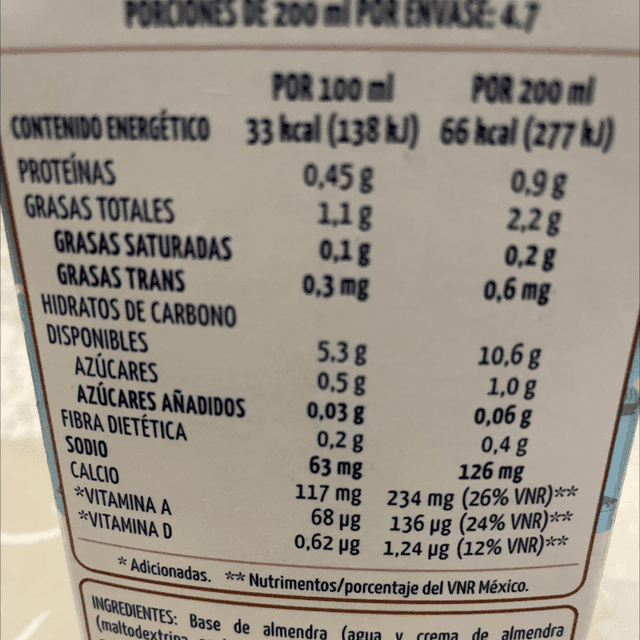 PORCIONES DE 200 ml POR ENVASE: 4.7
POR 100 ml POR 200 ml
CONTENIDO ENERGÉTICO 33 kcal (138 kJ) 66 kcal (277 kJ)
PROTEÍNAS 0,45 g 0,9 g
GRASAS TOTALES 1,1 g 2,2 g
GRASAS SATURADAS 0,1 g 0,2 g
GRASAS TRANS 0,3 mg 0,6 mg
HIDRATOS DE CARBONO
DISPONIBLES 5,3 g 10,6 g
AZÚCARES 0,5 g 1,0 g
AZÚCARES AÑADIDOS 0,03 g 0,06 g
FIBRA DIETÉTICA 0,2 g 0,4 g
SODIO 63 mg 126 mg
CALCIO 117 mg 234 mg (26% VNR)**
*VITAMINA A 68 µg 136 µg (24% VNR)**
*VITAMINA D 0,62 µg 1,24 µg (12% VNR)**
* Adicionadas. ** Nutrimentos/porcentaje del VNR México.
INGREDIENTES: Base de almendra (agua y crema de almendra